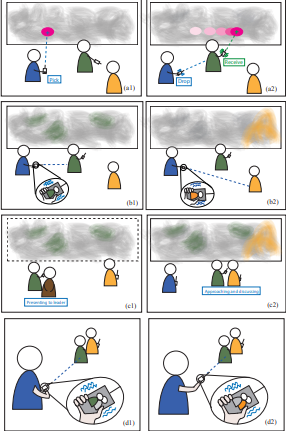 Pick
(a1)
Receive
Drop
(a2)
(b1)
(b2)
Presenting to leader
(c1)
Approaching and discussing
(c2)
(d1)
(d2)